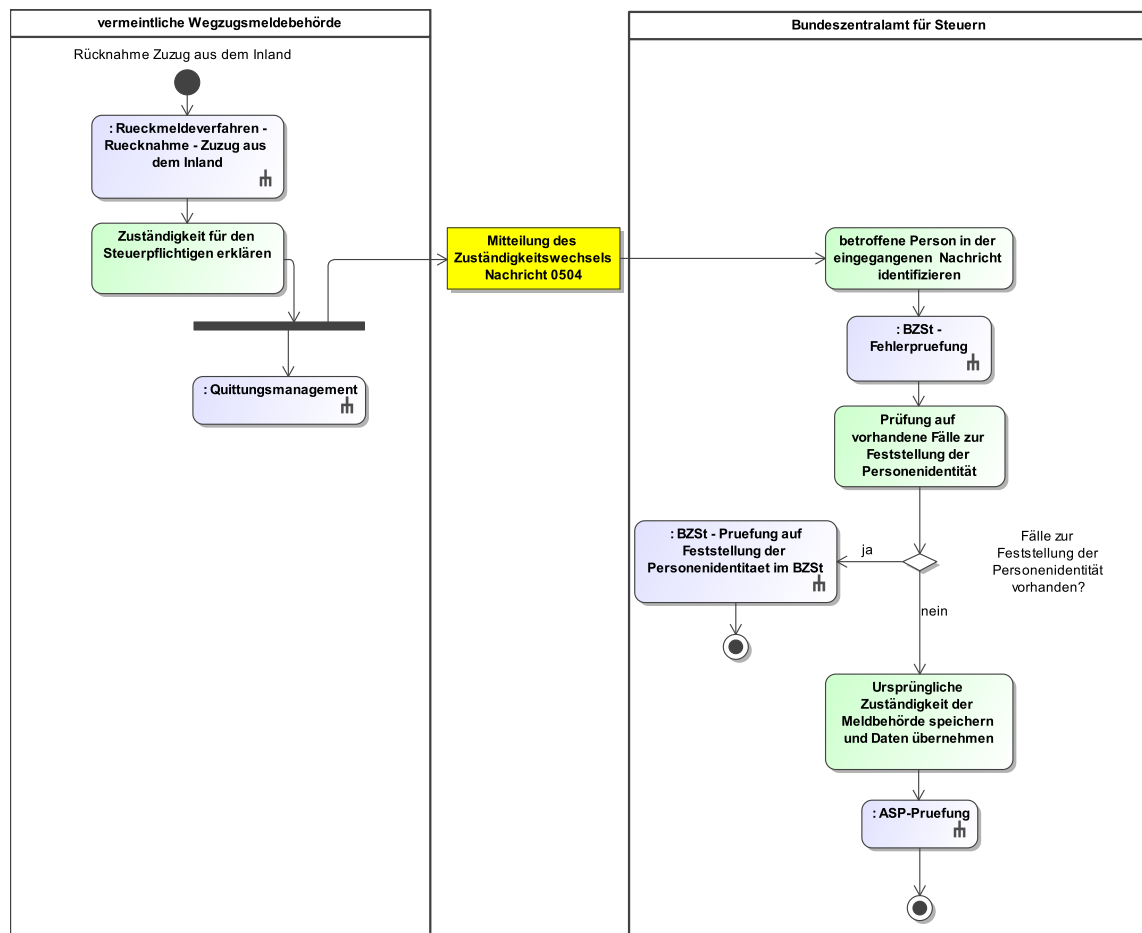 vermeintliche Wegzugsmeldebehörde
Rücknahme Zuzug aus dem Inland
: Rueckmeldeverfahren -
Ruecknahme - Zuzug aus
dem Inland
Zuständigkeit für den
Steuerpflichtigen erklären
: Quittungsmanagement
Mitteilung des
Zuständigkeitswechsels
Nachricht 0504
Bundeszentralamt für Steuern
betroffene Person in der
eingegangenen Nachricht
identifizieren
: BZSt -
Fehlerpruefung
Prüfung auf
vorhandene Fälle zur
Feststellung der
Personenidentität
Fälle zur
Feststellung der
Personenidentität
vorhanden?
ja
: BZSt - Pruefung auf
Feststellung der
Personenidentitaet im BZSt
nein
Ursprüngliche
Zuständigkeit der
Meldbehörde speichern
und Daten übernehmen
: ASP-Pruefung